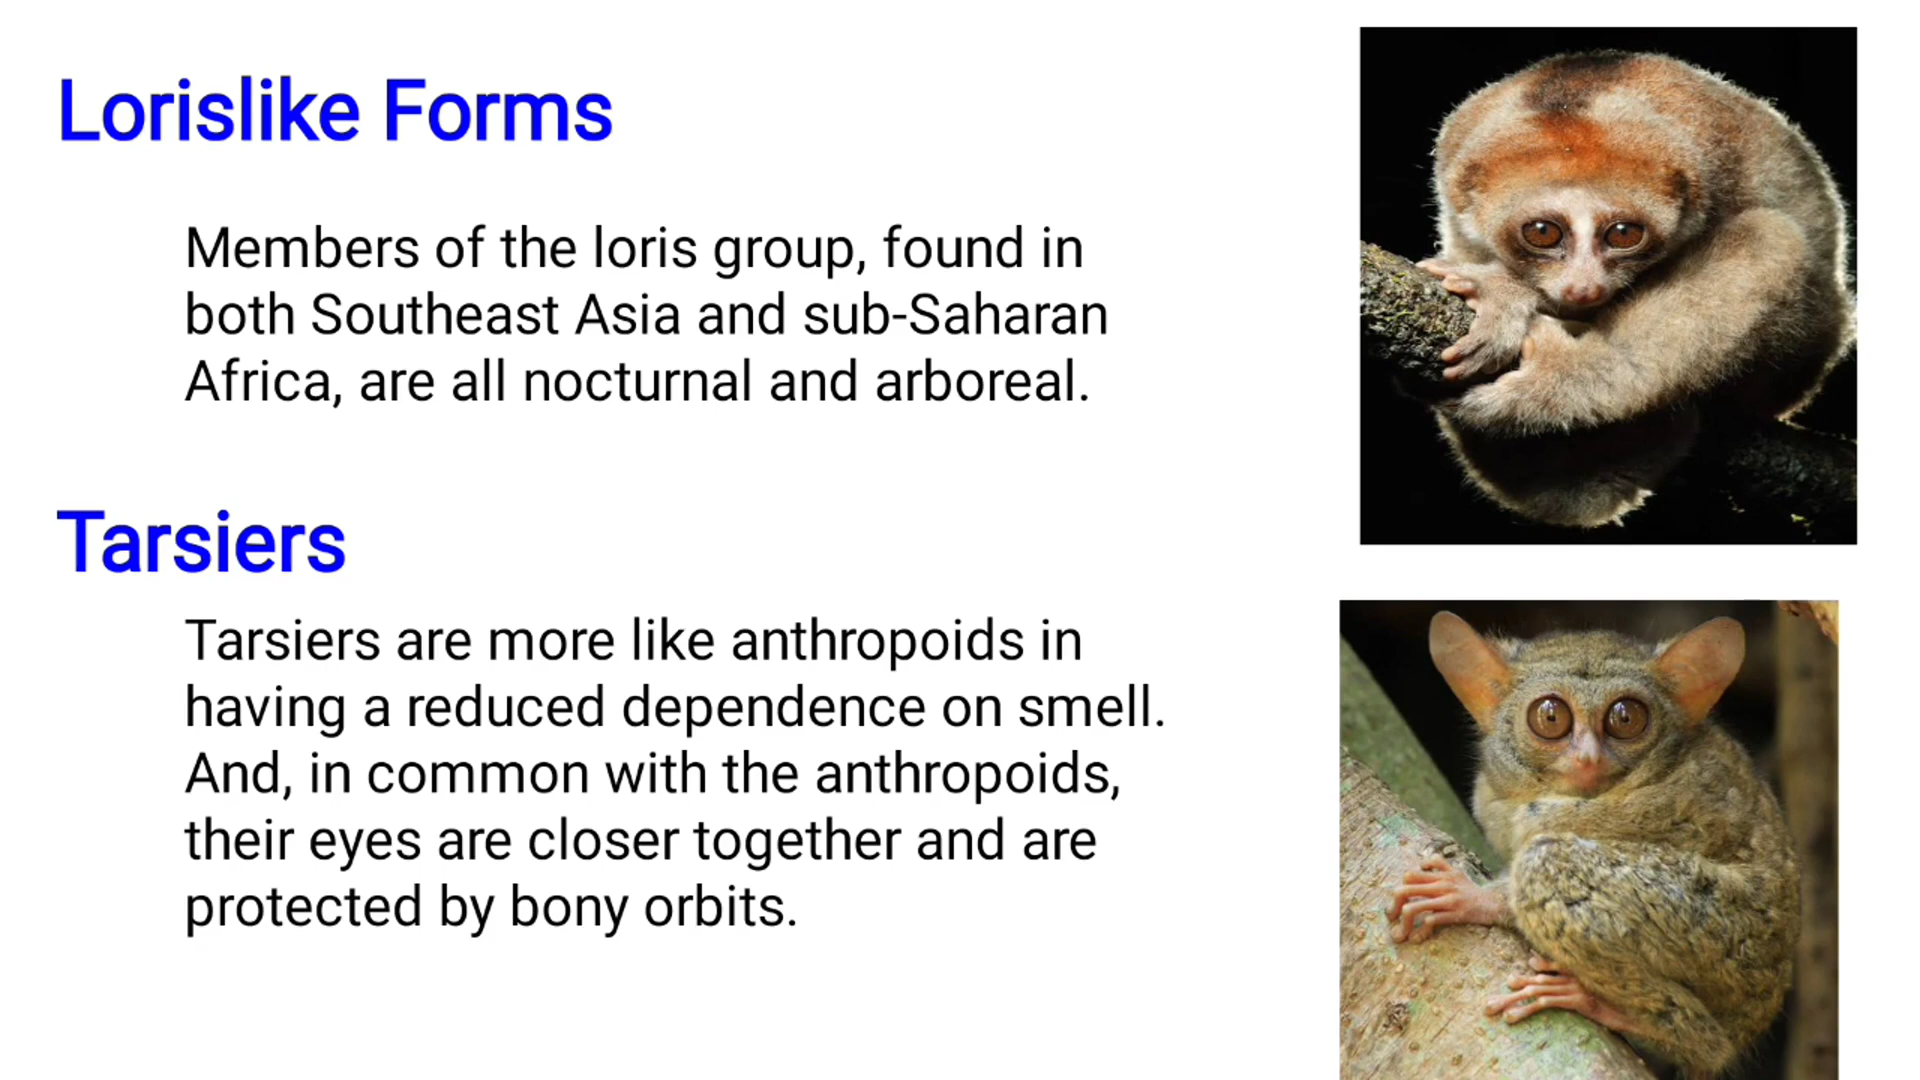 Lorislike Forms
Members of the loris group, found in
both Southeast Asia and sub-Saharan
Africa, are all nocturnal and arboreal.
Tarsiers
Tarsiers are more like anthropoids in
having a reduced dependence on smell.
And, in common with the anthropoids,
their eyes are closer together and are
protected by bony orbits.